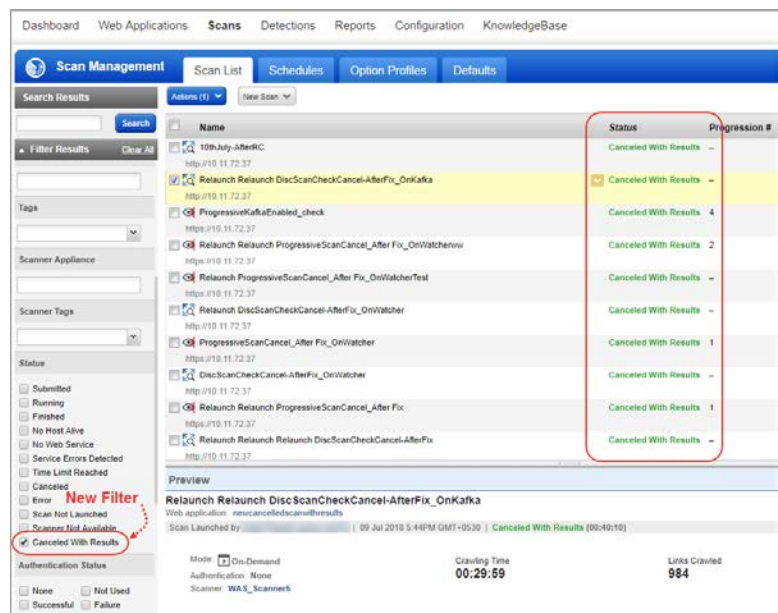 Dashboard Web Applications Scans Detections Reports Configuration KnowledgeBase
Scan Management Scan List Schedules Option Profiles Defaults
Search Results
Actions (1) New Scan
Search
Name Status Progression #
Filter Results Clear All
10thJuly-AfterRC Canceled With Results –
http://10.11.72.37
Relaunch Relaunch DiscScanCheckCancel-AfterFix_OnKafka Canceled With Results –
http://10.11.72.37
Tags
ProgressiveKafkaEnabled_check Canceled With Results 4
https://10.11.72.37
Relaunch Relaunch ProgressiveScanCancel_After Fix_OnWatcherww Canceled With Results 2
https://10.11.72.37
Scanner Appliance
Relaunch ProgressiveScanCancel_After Fix_OnWatcherTest Canceled With Results –
https://10.11.72.37
Scanner Tags
Relaunch DiscScanCheckCancel-AfterFix_OnWatcher Canceled With Results –
http://10.11.72.37
ProgressiveScanCancel_After Fix_OnWatcher Canceled With Results 1
https://10.11.72.37
Status
DiscScanCheckCancel-AfterFix_OnWatcher Canceled With Results –
http://10.11.72.37
Relaunch Relaunch ProgressiveScanCancel_After Fix Canceled With Results 1
https://10.11.72.37
Relaunch Relaunch Relaunch DiscScanCheckCancel-AfterFix Canceled With Results –
http://10.11.72.37
Submitted
Running
Finished
No Host Alive
No Web Service
Service Errors Detected
Time Limit Reached
Canceled
Error
New Filter
Scan Not Launched
Scanner Not Available
Canceled With Results
Authentication Status
None Not Used
Successful Failure
Preview
Relaunch Relaunch DiscScanCheckCancel-AfterFix_OnKafka
Web application: newcancelledscanwithresults
Scan Launched by | 09 Jul 2018 5:44PM GMT+0530 | Canceled With Results (00:40:10)
Mode: On-Demand Crawling Time Links Crawled
Authentication: None 00:29:59 984
Scanner: WAS_Scanner5